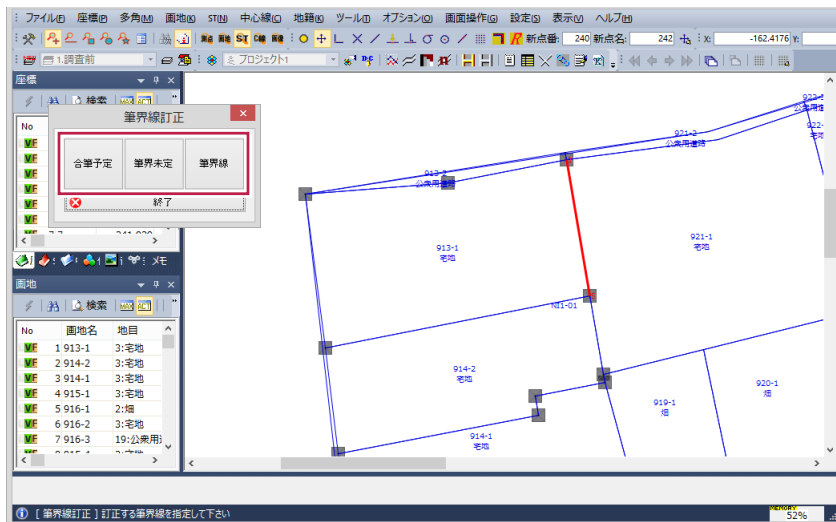 ファイル(F) 座標(P) 多角(M) 画地(K) ST(N) 中心線(C) 地籍(K) ツール(T) オプション(O) 画面操作(G) 設定(S) 表示(V) ヘルプ(H)
新点番: 240 新点名: 242 X: -162.4176 Y:
1.調査前 プロジェクト1
座標
検索
No
筆界線訂正
合筆予定 筆界未定 筆界線
終了
メモ
画地
検索
No 画地名 地目
1 913-1 3:宅地
2 914-2 3:宅地
3 914-1 3:宅地
4 915-1 3:宅地
5 916-1 2:畑
6 916-2 3:宅地
7 916-3 19:公衆用
921-2
公衆用道路
913-2
公衆用道路
913-1
宅地
921-1
宅地
914-2
宅地
920-1
畑
919-1
畑
914-1
宅地
[ 筆界線訂正 ] 訂正する筆界線を指定して下さい
MEMORY
52%